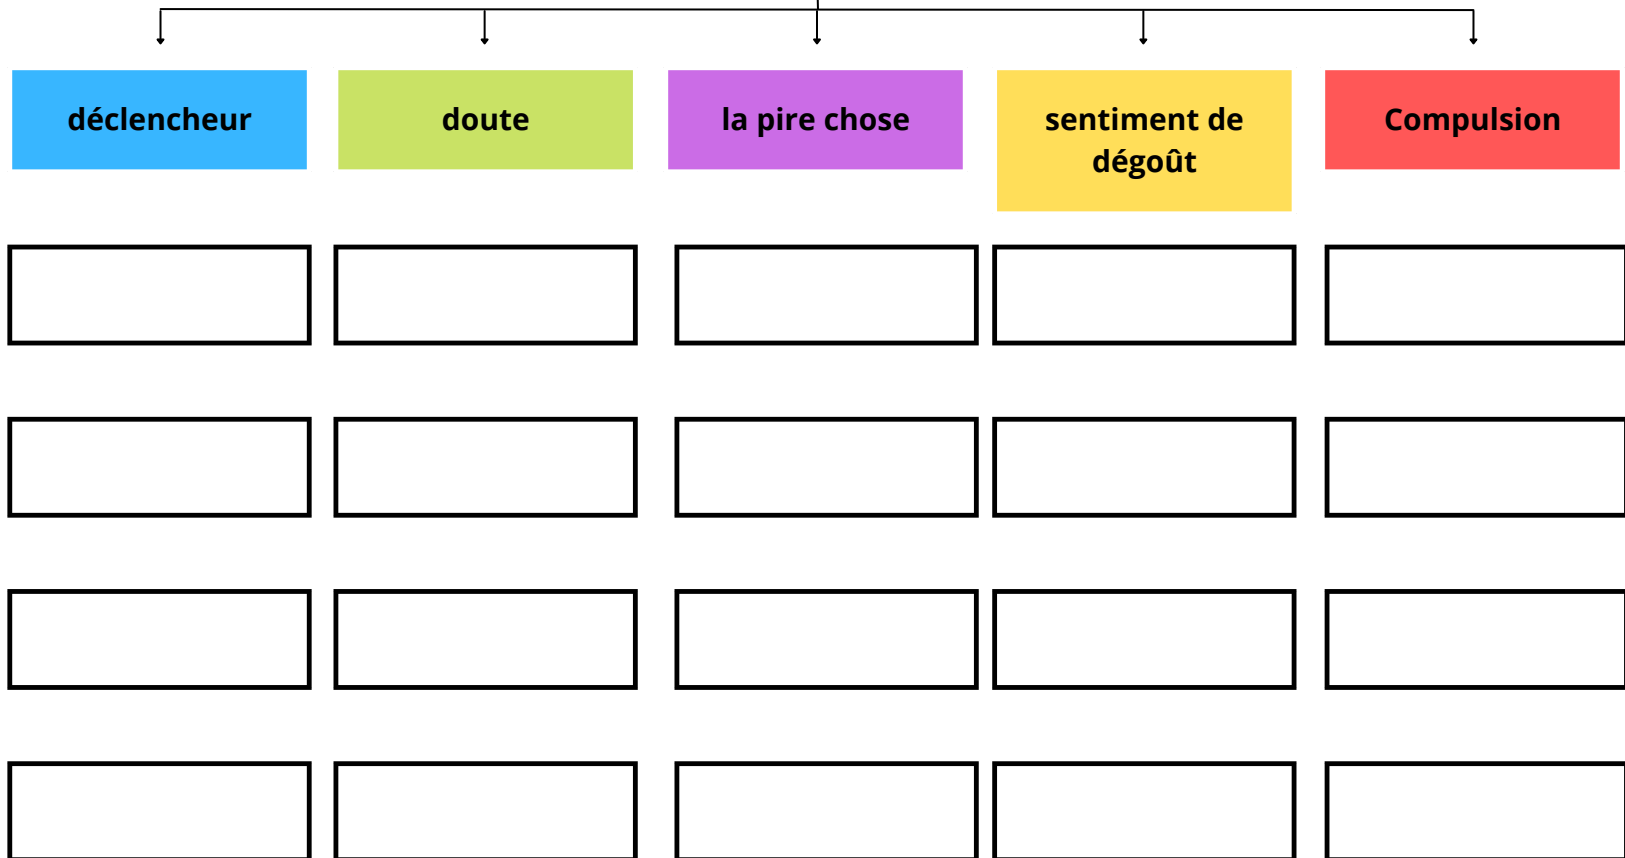 déclencheur
doute
la pire chose
sentiment de
dégoût
Compulsion